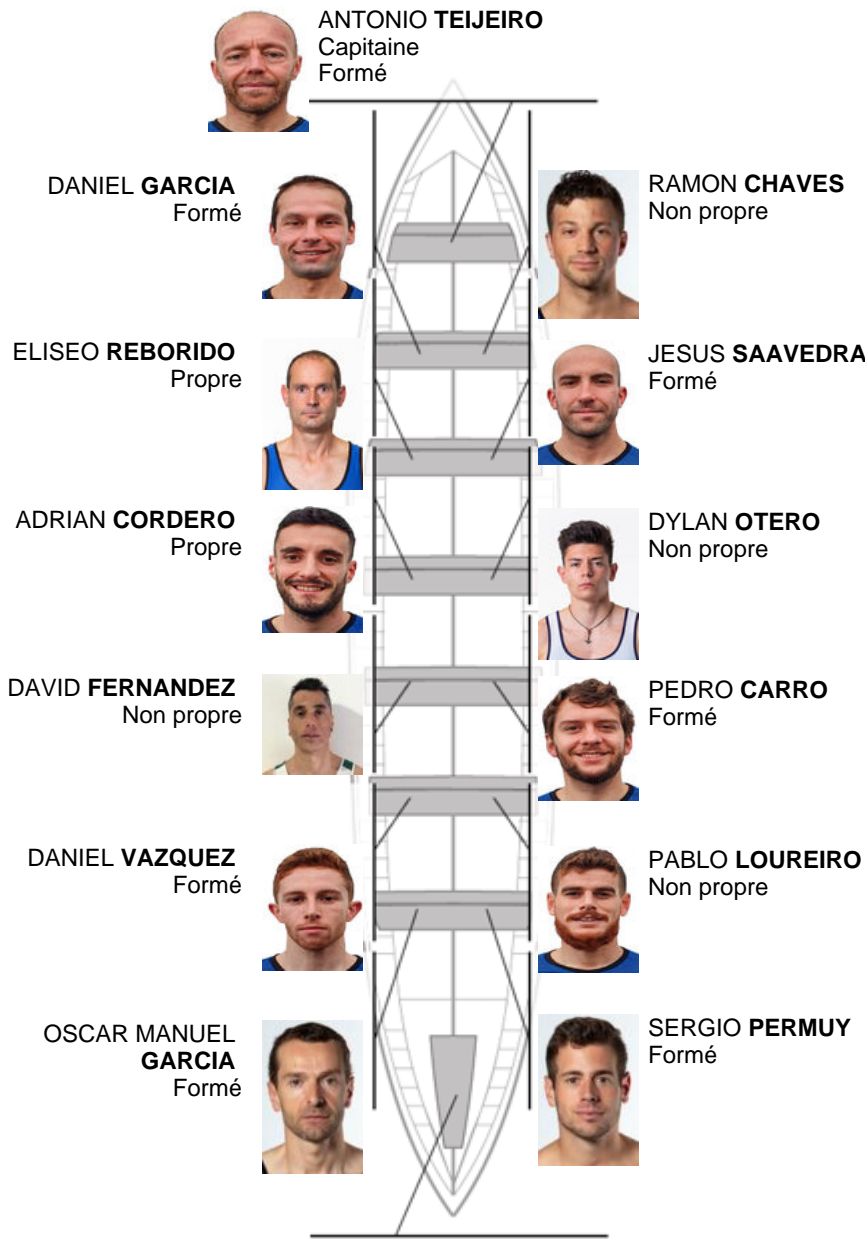 ANTONIO TEIJEIRO
Capitaine
Formé
DANIEL GARCIA
Formé
RAMON CHAVES
Non propre
ELISEO REBORIDO
Propre
JESUS SAAVEDRA
Formé
ADRIAN CORDERO
Propre
DYLAN OTERO
Non propre
DAVID FERNANDEZ
Non propre
PEDRO CARRO
Formé
DANIEL VAZQUEZ
Formé
PABLO LOUREIRO
Non propre
OSCAR MANUEL
GARCIA
Formé
SERGIO PERMUY
Formé